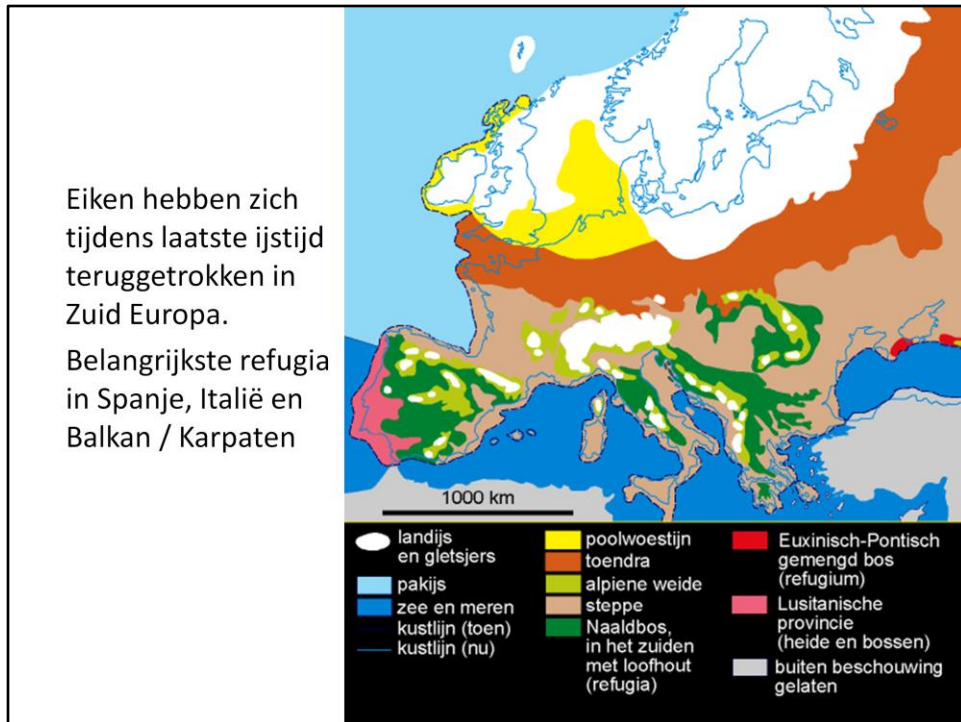 Eiken hebben zich
tijdens laatste ijstijd
teruggetrokken in
Zuid Europa.
Belangrijkste refugia
in Spanje, Italië en
Balkan / Karpaten
1000 km
landijs
en gletsjers
pakijs
zee en meren
kustlijn (toen)
kustlijn (nu)
poolwoestijn
toendra
alpiene weide
steppe
Naaldbos,
in het zuiden
met loofhout
(refugia)
Euxinisch-Pontisch
gemengd bos
(refugium)
Lusitanische
provincie
(heide en bossen)
buiten beschouwing
gelaten